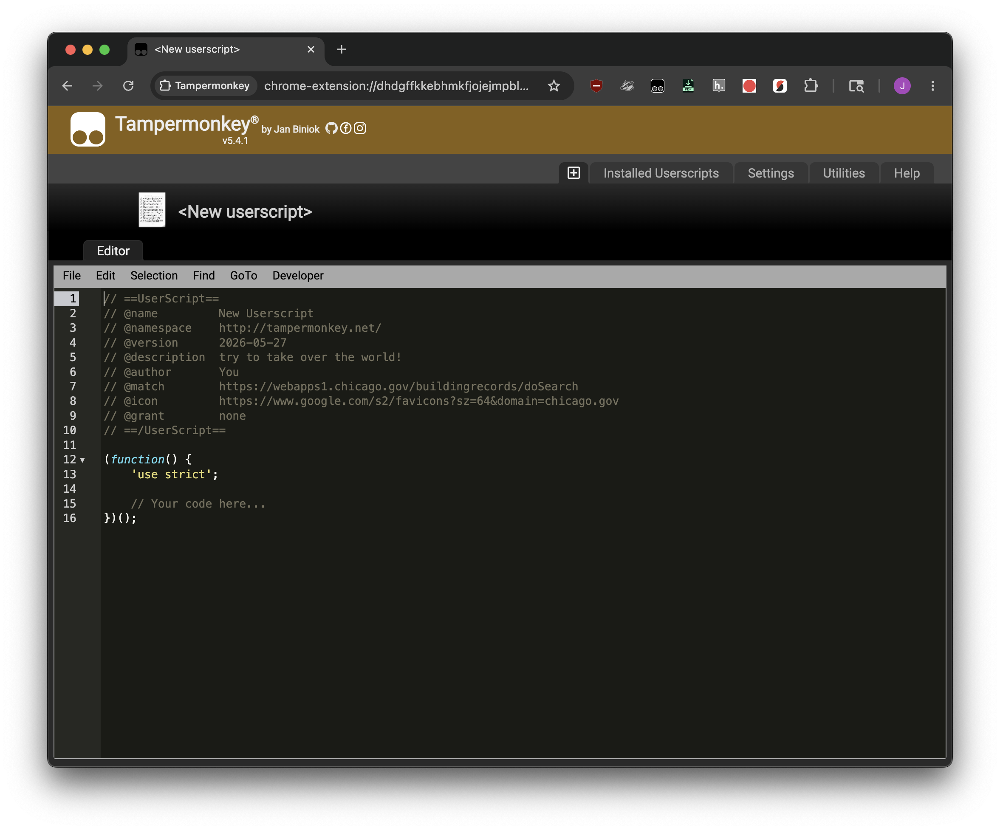 <New userscript>
Tampermonkey chrome-extension://dhdgffkkebhmkfjojejmpbl...
PDF
h.
J
Tampermonkey® by Jan Biniok
v5.4.1
Installed Userscripts Settings Utilities Help
<New userscript>
Editor
File Edit Selection Find GoTo Developer
1 // ==UserScript==
2 // @name         New Userscript
3 // @namespace    http://tampermonkey.net/
4 // @version      2026-05-27
5 // @description  try to take over the world!
6 // @author       You
7 // @match        https://webapps1.chicago.gov/buildingrecords/doSearch
8 // @icon         https://www.google.com/s2/favicons?sz=64&domain=chicago.gov
9 // @grant        none
10 // ==/UserScript==
11
12 (function() {
13     'use strict';
14
15     // Your code here...
16 })();